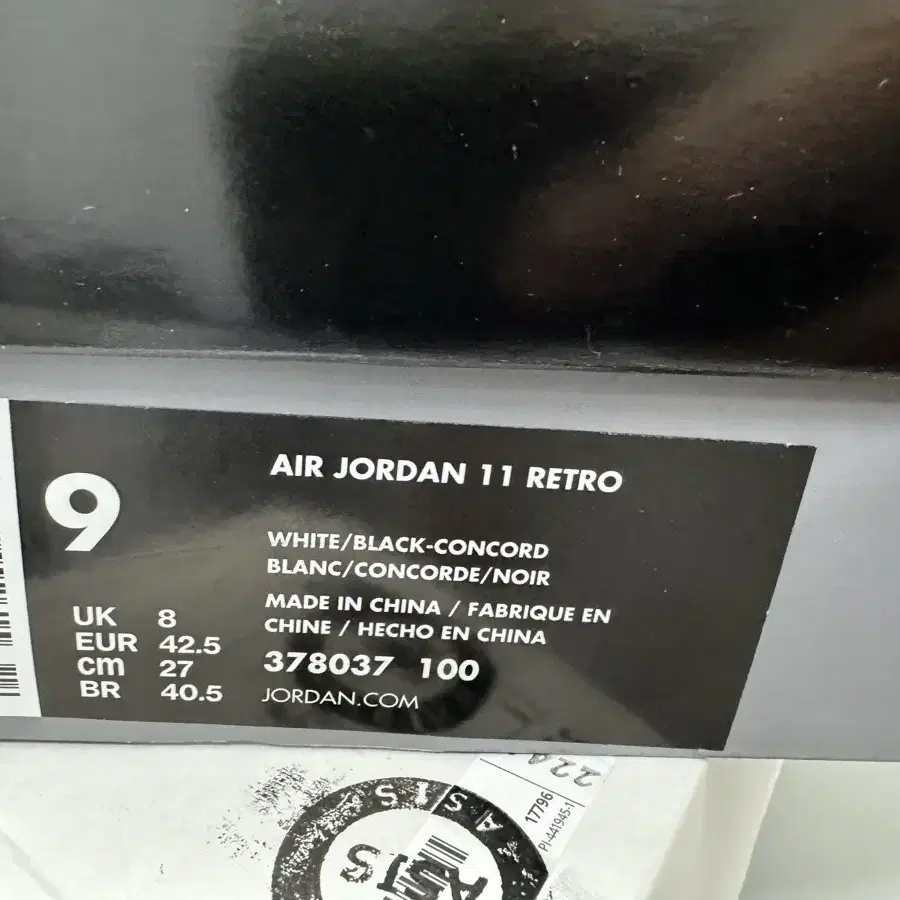 9
AIR JORDAN 11 RETRO
WHITE/BLACK-CONCORD
BLANC/CONCORDE/NOIR
MADE IN CHINA / FABRIQUE EN
CHINE / HECHO EN CHINA
378037 100
JORDAN.COM
UK 8
EUR 42.5
cm 27
BR 40.5
17796
PI-441945-1